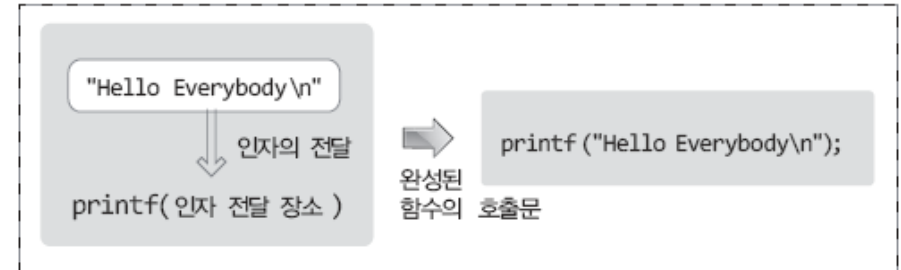 "Hello Everybody\n"
인자의 전달
printf(인자 전달 장소 )
완성된
함수의 호출문
printf("Hello Everybody\n");